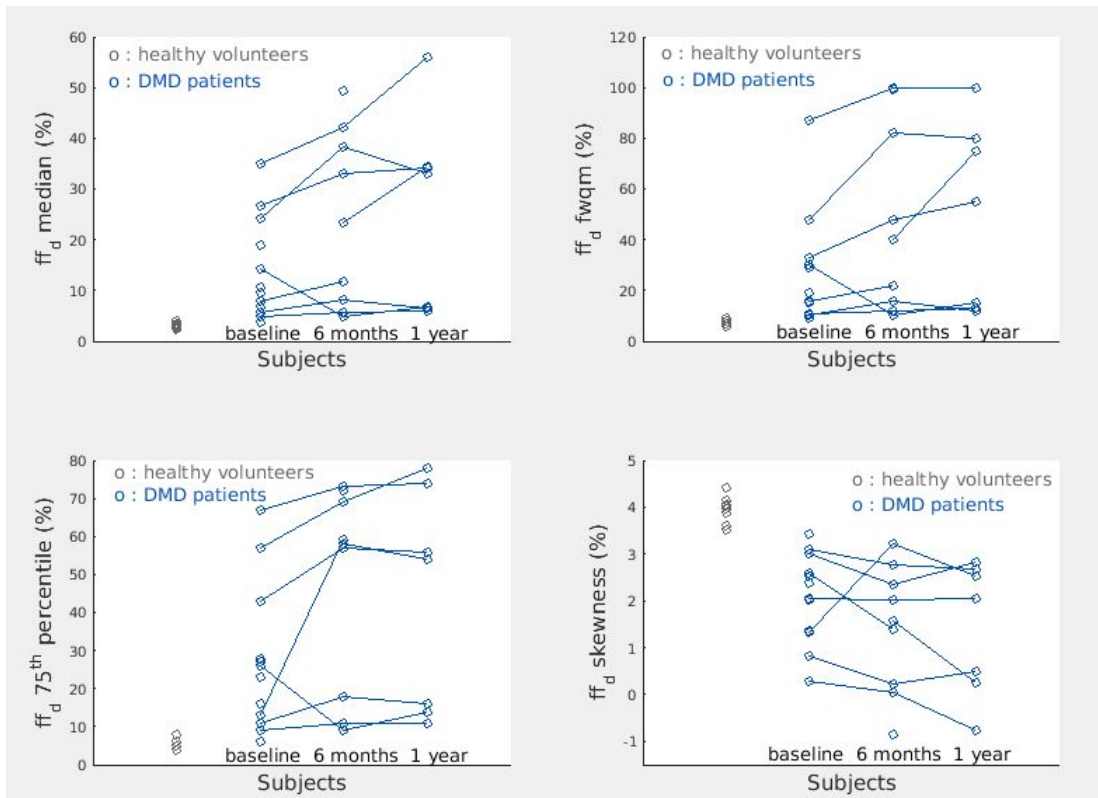 60
50
40
30
20
10
0
ff_d median (%)
o : healthy volunteers
o : DMD patients
baseline 6 months 1 year
Subjects
120
100
80
60
40
20
0
ff_d fwqm (%)
o : healthy volunteers
o : DMD patients
baseline 6 months 1 year
Subjects
80
70
60
50
40
30
20
10
0
ff_d 75^th percentile (%)
o : healthy volunteers
o : DMD patients
baseline 6 months 1 year
Subjects
5
4
3
2
1
0
-1
ff_d skewness (%)
o : healthy volunteers
o : DMD patients
baseline 6 months 1 year
Subjects